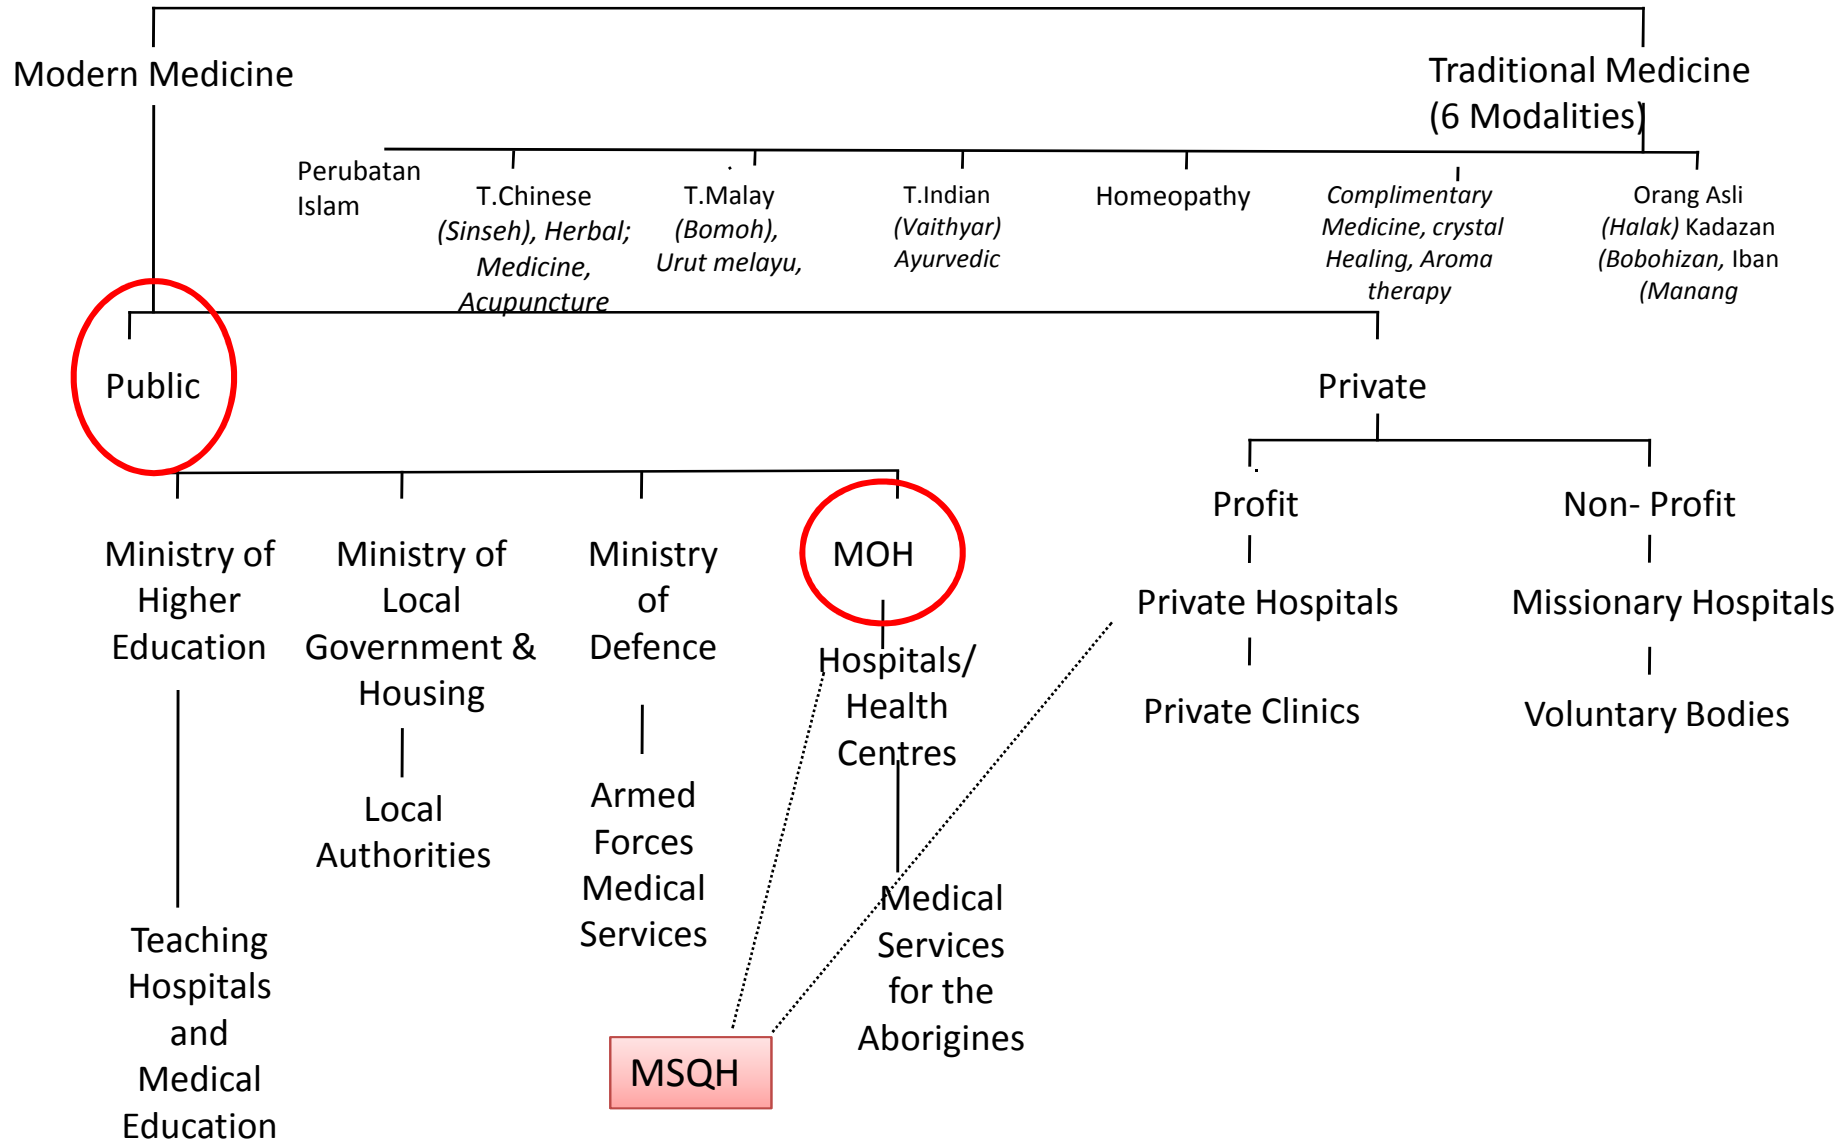 Modern Medicine
Traditional Medicine
(6 Modalities)
Perubatan
Islam
T.Chinese
(Sinseh), Herbal;
Medicine,
Acupuncture
T.Malay
(Bomoh),
Urut melayu,
T.Indian
(Vaithyar)
Ayurvedic
Homeopathy
Complimentary
Medicine, crystal
Healing, Aroma
therapy
Orang Asli
(Halak) Kadazan
(Bobohizan, Iban
(Manang
Public
Private
Ministry of
Higher
Education
Ministry of
Local
Government &
Housing
Ministry
of
Defence
MOH
Profit
Non- Profit
Private Hospitals
Missionary Hospitals
Hospitals/
Health
Centres
Private Clinics
Voluntary Bodies
Local
Authorities
Armed
Forces
Medical
Services
Medical
Services
for the
Aborigines
Teaching
Hospitals
and
Medical
Education
MSQH